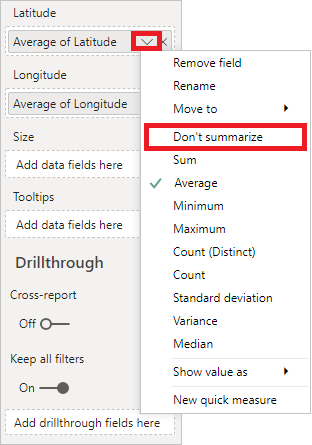 Latitude
Average of Latitude
Longitude
Average of Longitude
Size
Add data fields here
Tooltips
Add data fields here
Drillthrough
Cross-report
Off
Keep all filters
On
Add drillthrough fields here
Remove field
Rename
Move to
Don't summarize
Sum
Average
Minimum
Maximum
Count (Distinct)
Count
Standard deviation
Variance
Median
Show value as
New quick measure